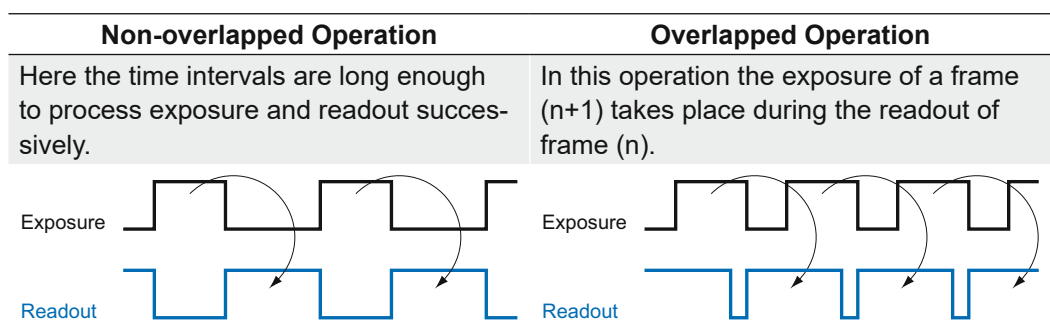 Non-overlapped Operation
Overlapped Operation
Here the time intervals are long enough
to process exposure and readout succes-
sively.
In this operation the exposure of a frame
(n+1) takes place during the readout of
frame (n).
Exposure
Readout
Exposure
Readout